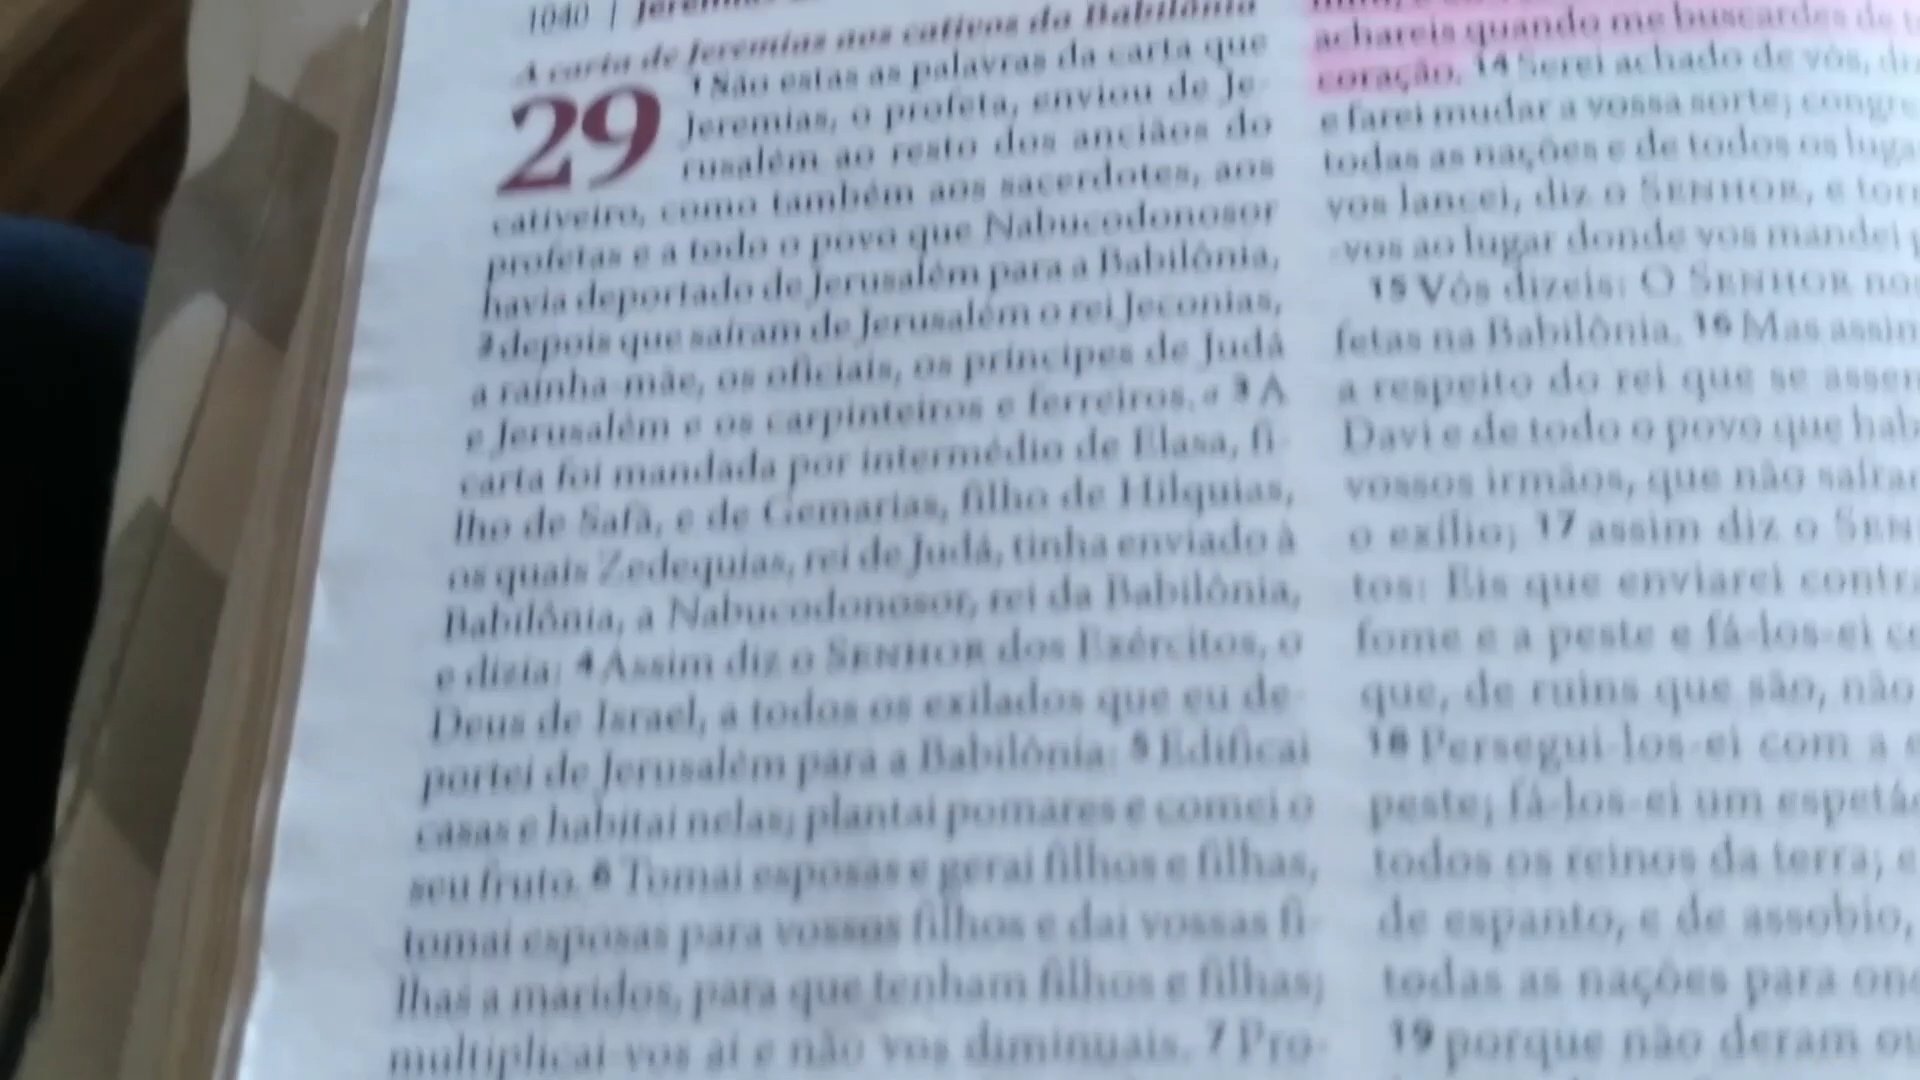 1040 | Jeremias
A carta de Jeremias aos cativos da Babilônia
29
1 São estas as palavras da carta que
Jeremias, o profeta, enviou de Je-
rusalém ao resto dos anciãos do
cativeiro, como também aos sacerdotes, aos
profetas e a todo o povo que Nabucodonosor
havia deportado de Jerusalém para a Babilônia,
2 depois que saíram de Jerusalém o rei Jeconias,
a rainha-mãe, os oficiais, os príncipes de Judá
e Jerusalém e os carpinteiros e ferreiros. a 3 A
carta foi mandada por intermédio de Elasa, fi-
lho de Safã, e de Gemarias, filho de Hilquias,
os quais Zedequias, rei de Judá, tinha enviado à
Babilônia, a Nabucodonosor, rei da Babilônia,
e dizia: 4 Assim diz o SENHOR dos Exércitos, o
Deus de Israel, a todos os exilados que eu de-
portei de Jerusalém para a Babilônia: 5 Edificai
casas e habitai nelas; plantai pomares e comei o
seu fruto. 6 Tomai esposas e gerai filhos e filhas,
tomai esposas para vossos filhos e dai vossas fi-
lhas a maridos, para que tenham filhos e filhas;
multiplicai-vos aí e não vos diminuais. 7 Pro-
achareis quando me buscardes de
coração. 14 Serei achado de vós, diz
e farei mudar a vossa sorte; congre
todas as nações e de todos os luga
vos lancei, diz o SENHOR, e tor
-vos ao lugar donde vos mandei
15 Vós dizeis: O SENHOR nos
fetas na Babilônia. 16 Mas assim
a respeito do rei que se assen
Davi e de todo o povo que hab
vossos irmãos, que não saíra
o exílio; 17 assim diz o SEN
tos: Eis que enviarei contra
fome e a peste e fá-los-ei co
que, de ruins que são, não
18 Persegui-los-ei com a e
peste; fá-los-ei um espetá
todos os reinos da terra; e
de espanto, e de assobio,
todas as nações para ond
19 porque não deram ou